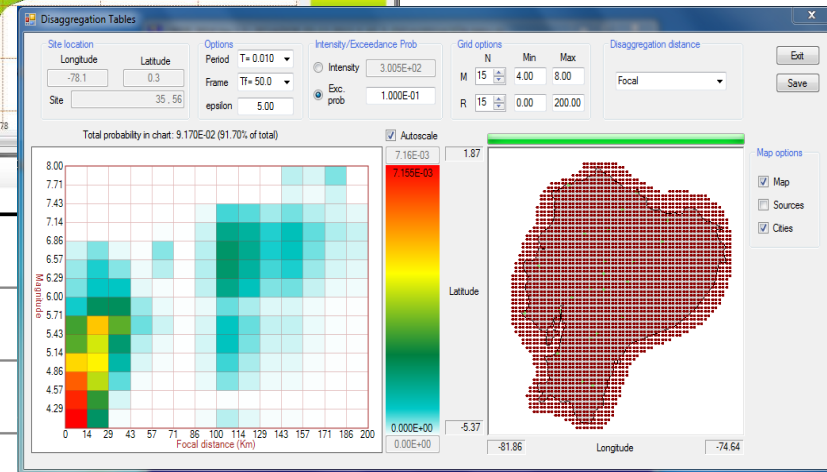 Disaggregation Tables
X
Site location
Longitude Latitude
-78.1 0.3
Site 35 , 56
Options
Period T= 0.010
Frame Tf= 50.0
epsilon 5.00
Intensity/Exceedance Prob
Intensity 3.005E+02
Exc. prob 1.000E-01
Grid options
N Min Max
M 15 4.00 8.00
R 15 0.00 200.00
Disaggregation distance
Focal
Exit
Save
Total probability in chart: 9.170E-02 (91.70% of total)
Autoscale
7.16E-03
7.155E-03
0.000E+00
0.00E+00
8.00
7.71
7.43
7.14
6.86
6.57
6.29
6.00
5.71
5.43
5.14
4.86
4.57
4.29
Magnitude
0 14 29 43 57 71 86 100 114 129 143 157 171 186 200
Focal distance (Km)
1.87
Latitude
-5.37
-81.86 Longitude -74.64
Map options
Map
Sources
Cities
78